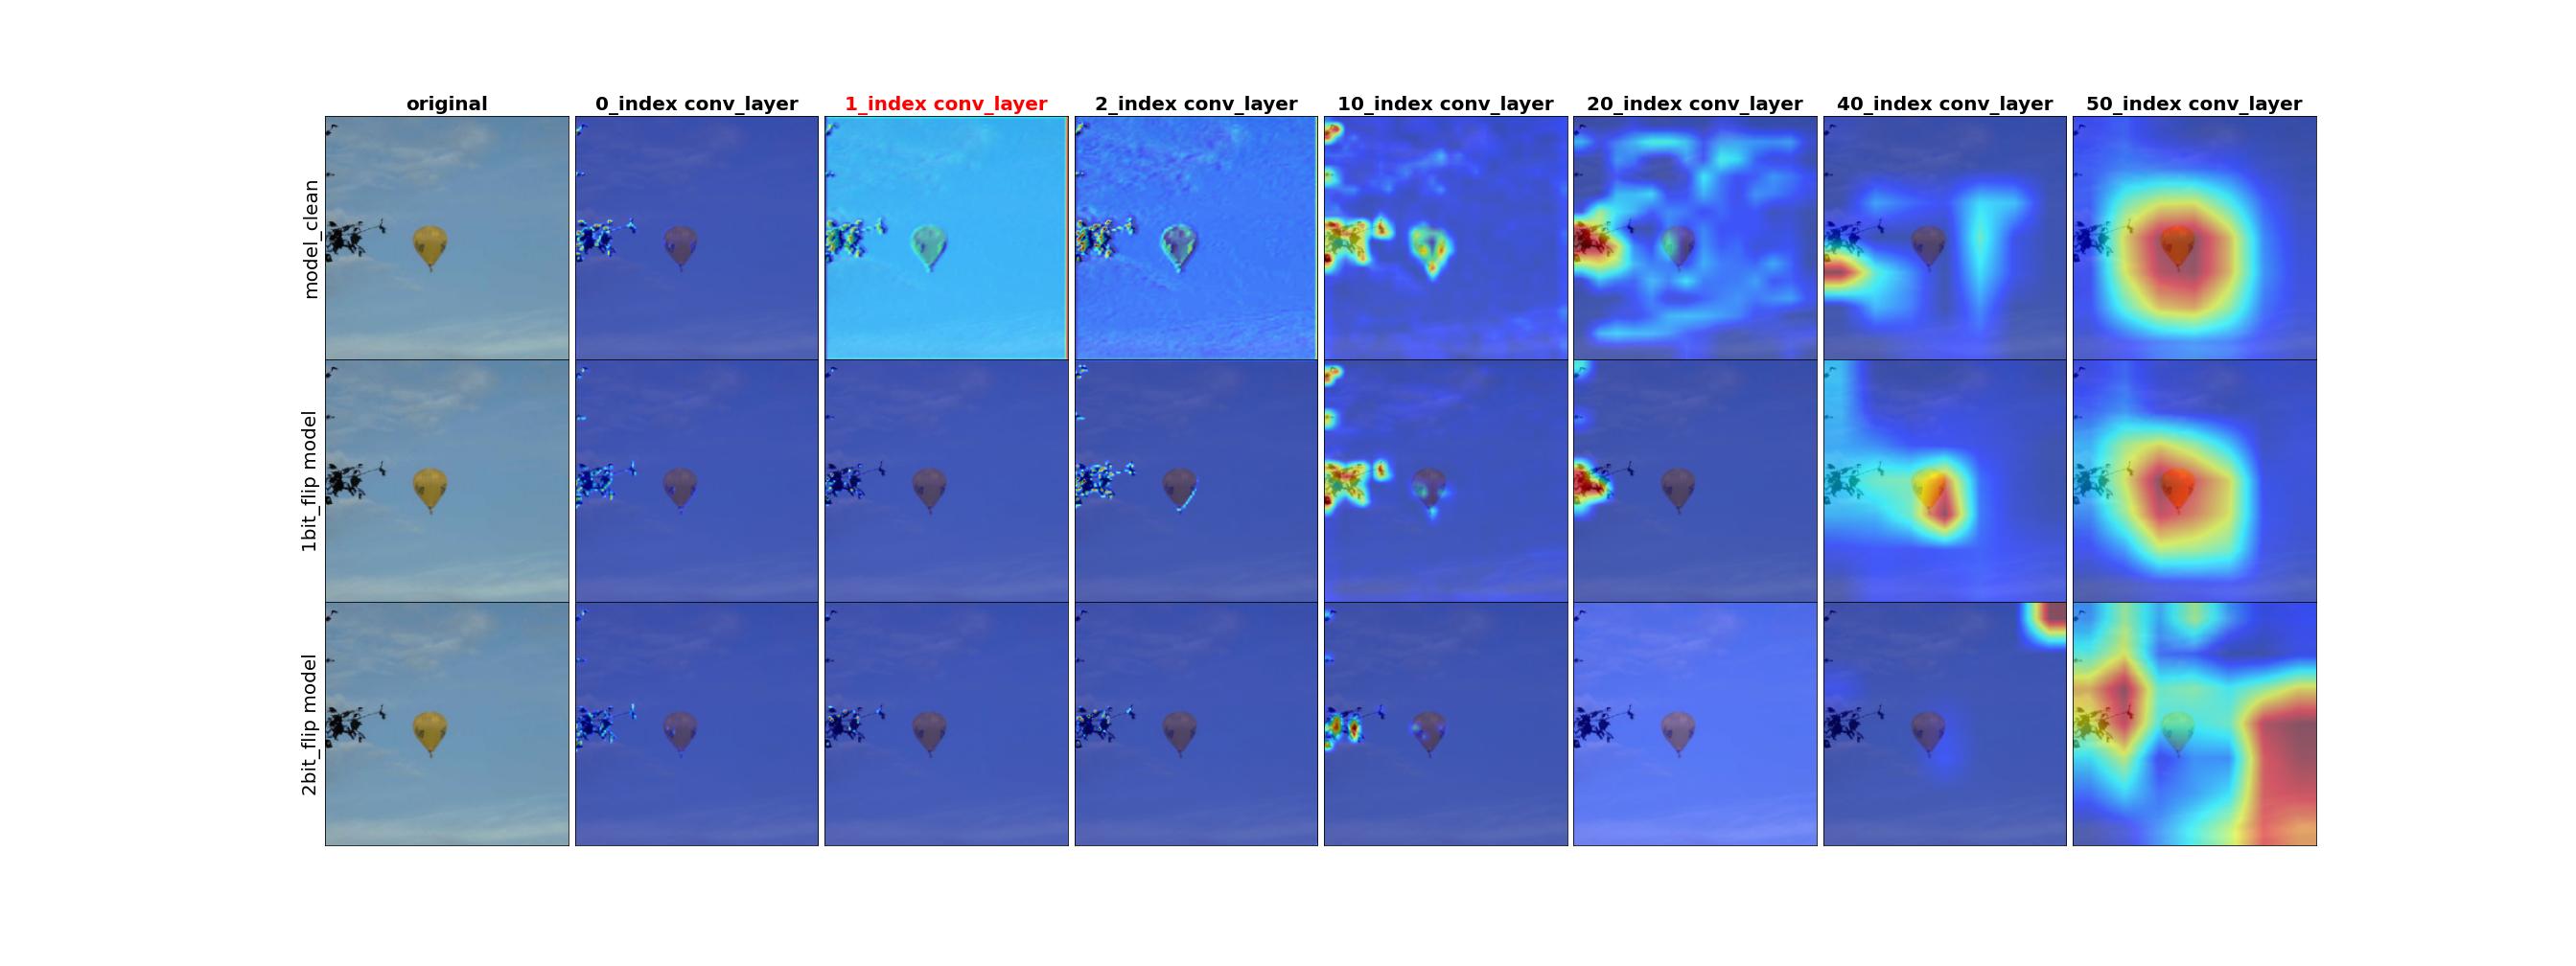 original
0_index conv_layer
1_index conv_layer
2_index conv_layer
10_index conv_layer
20_index conv_layer
40_index conv_layer
50_index conv_layer
model_clean
1bit_flip model
2bit_flip model